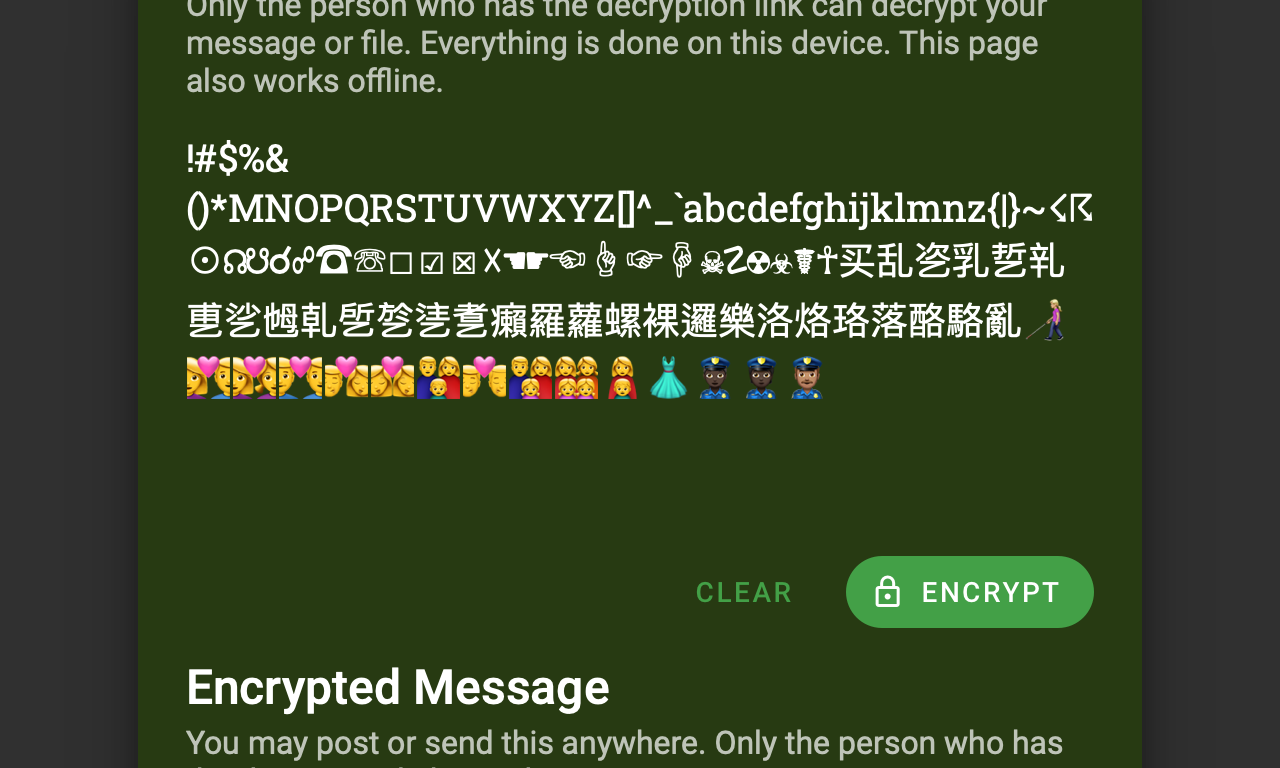 Only the person who has the decryption link can decrypt your
message or file. Everything is done on this device. This page
also works offline.
!#$%&
()*MNOPQRSTUVWXYZ[]^_`abcdefghijklmnz{|}~☇☈
☉☊☋☌☍☎☏☐☑☒☓☚☛☜☝☞☟☠☡☢☣☤☥买乱乲乳乴乵
乶乷乸乹乺乻乼乽癩羅蘿螺裸邏樂洛烙珞落酪駱亂👩🏼‍🦯
👩‍❤️‍👨👩‍❤️‍👩👨‍❤️‍👨👨‍👩‍👦👨‍👩‍👧👩‍👩‍👧‍👧👩‍👦👗👮🏿👮🏿👮🏽
CLEAR
ENCRYPT
Encrypted Message
You may post or send this anywhere. Only the person who has